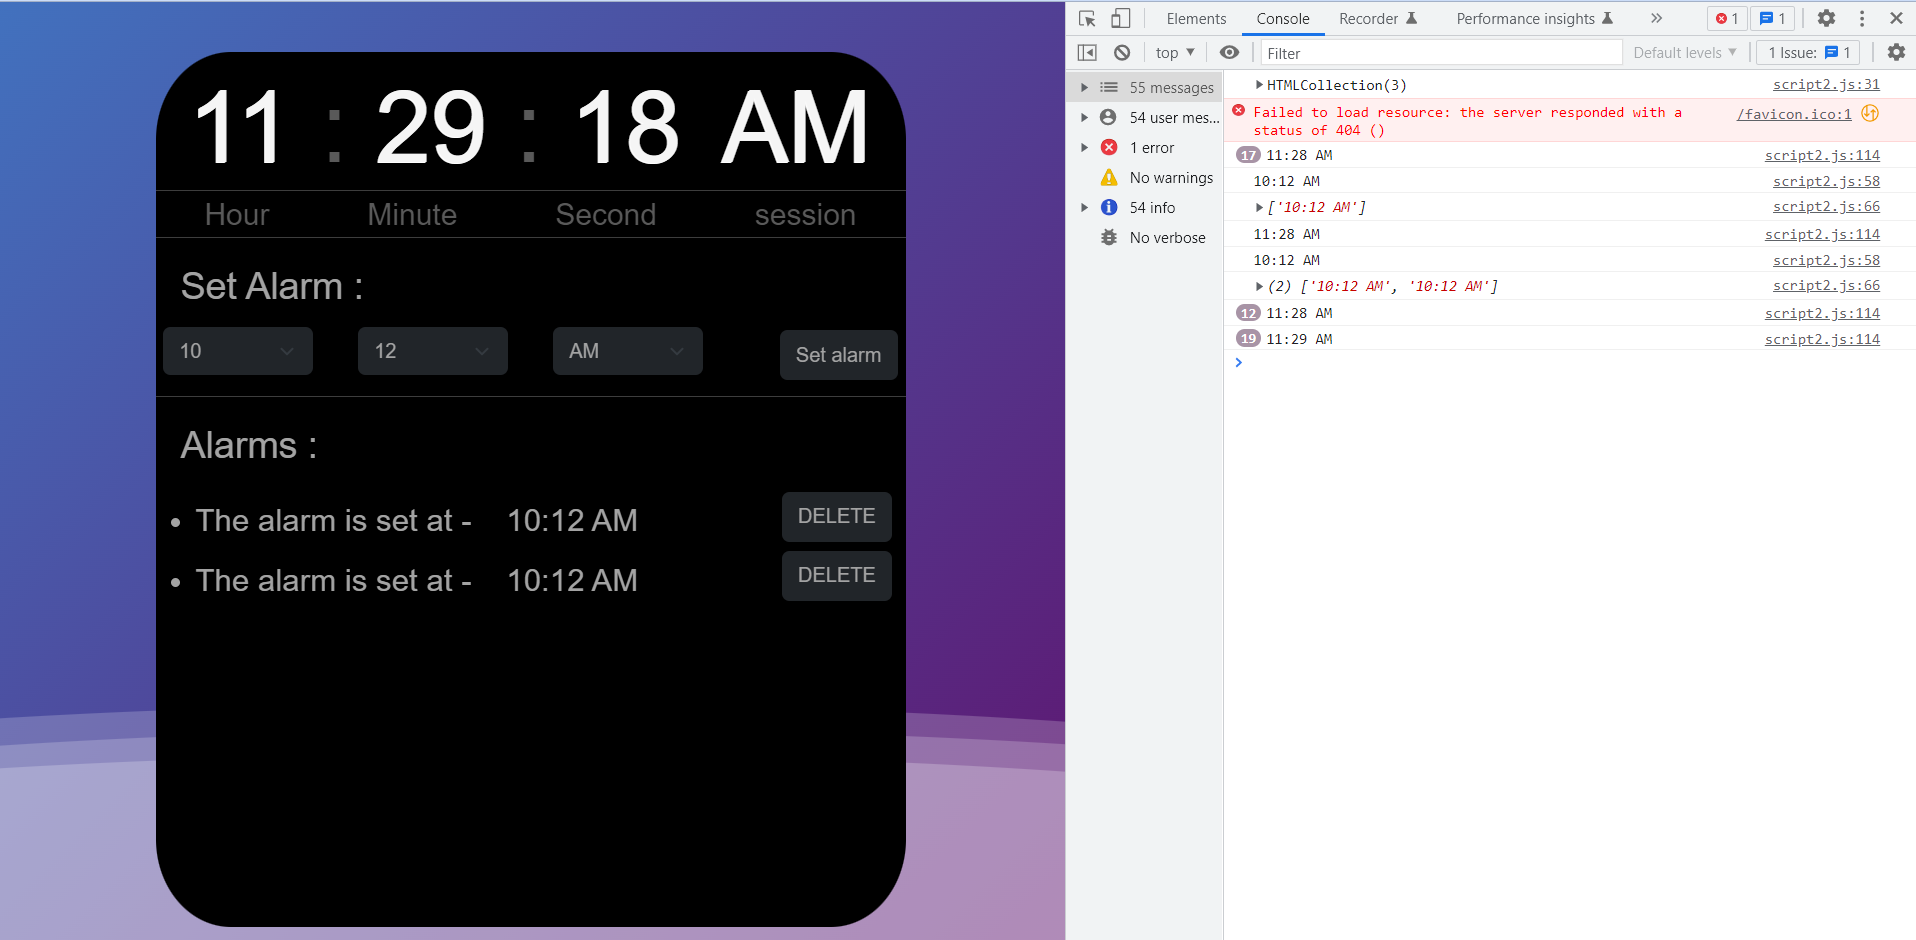 11 : 29 : 18 AM
Hour Minute Second session
Set Alarm :
10 12 AM Set alarm
Alarms :
The alarm is set at - 10:12 AM DELETE
The alarm is set at - 10:12 AM DELETE
Elements Console Recorder Performance insights » 1 1
top Filter Default levels 1 Issue: 1
55 messages
54 user mes...
1 error
No warnings
54 info
No verbose
HTMLCollection(3) script2.js:31
Failed to load resource: the server responded with a /favicon.ico:1
status of 404 ()
17 11:28 AM script2.js:114
10:12 AM script2.js:58
['10:12 AM'] script2.js:66
11:28 AM script2.js:114
10:12 AM script2.js:58
(2) ['10:12 AM', '10:12 AM'] script2.js:66
12 11:28 AM script2.js:114
19 11:29 AM script2.js:114